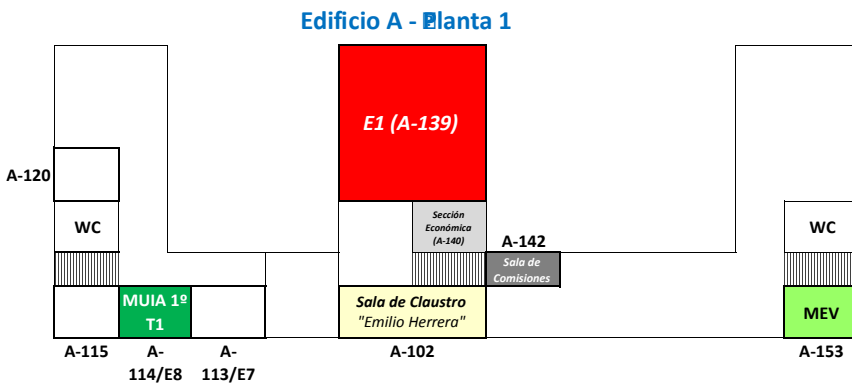 Edificio A - Planta 1
E1 (A-139)
A-120
WC
Sección
Económica
(A-140)
A-142
WC
Sala de
Comisiones
MUIA 1º
T1
Sala de Claustro
"Emilio Herrera"
MEV
A-115
A-
114/E8
A-
113/E7
A-102
A-153